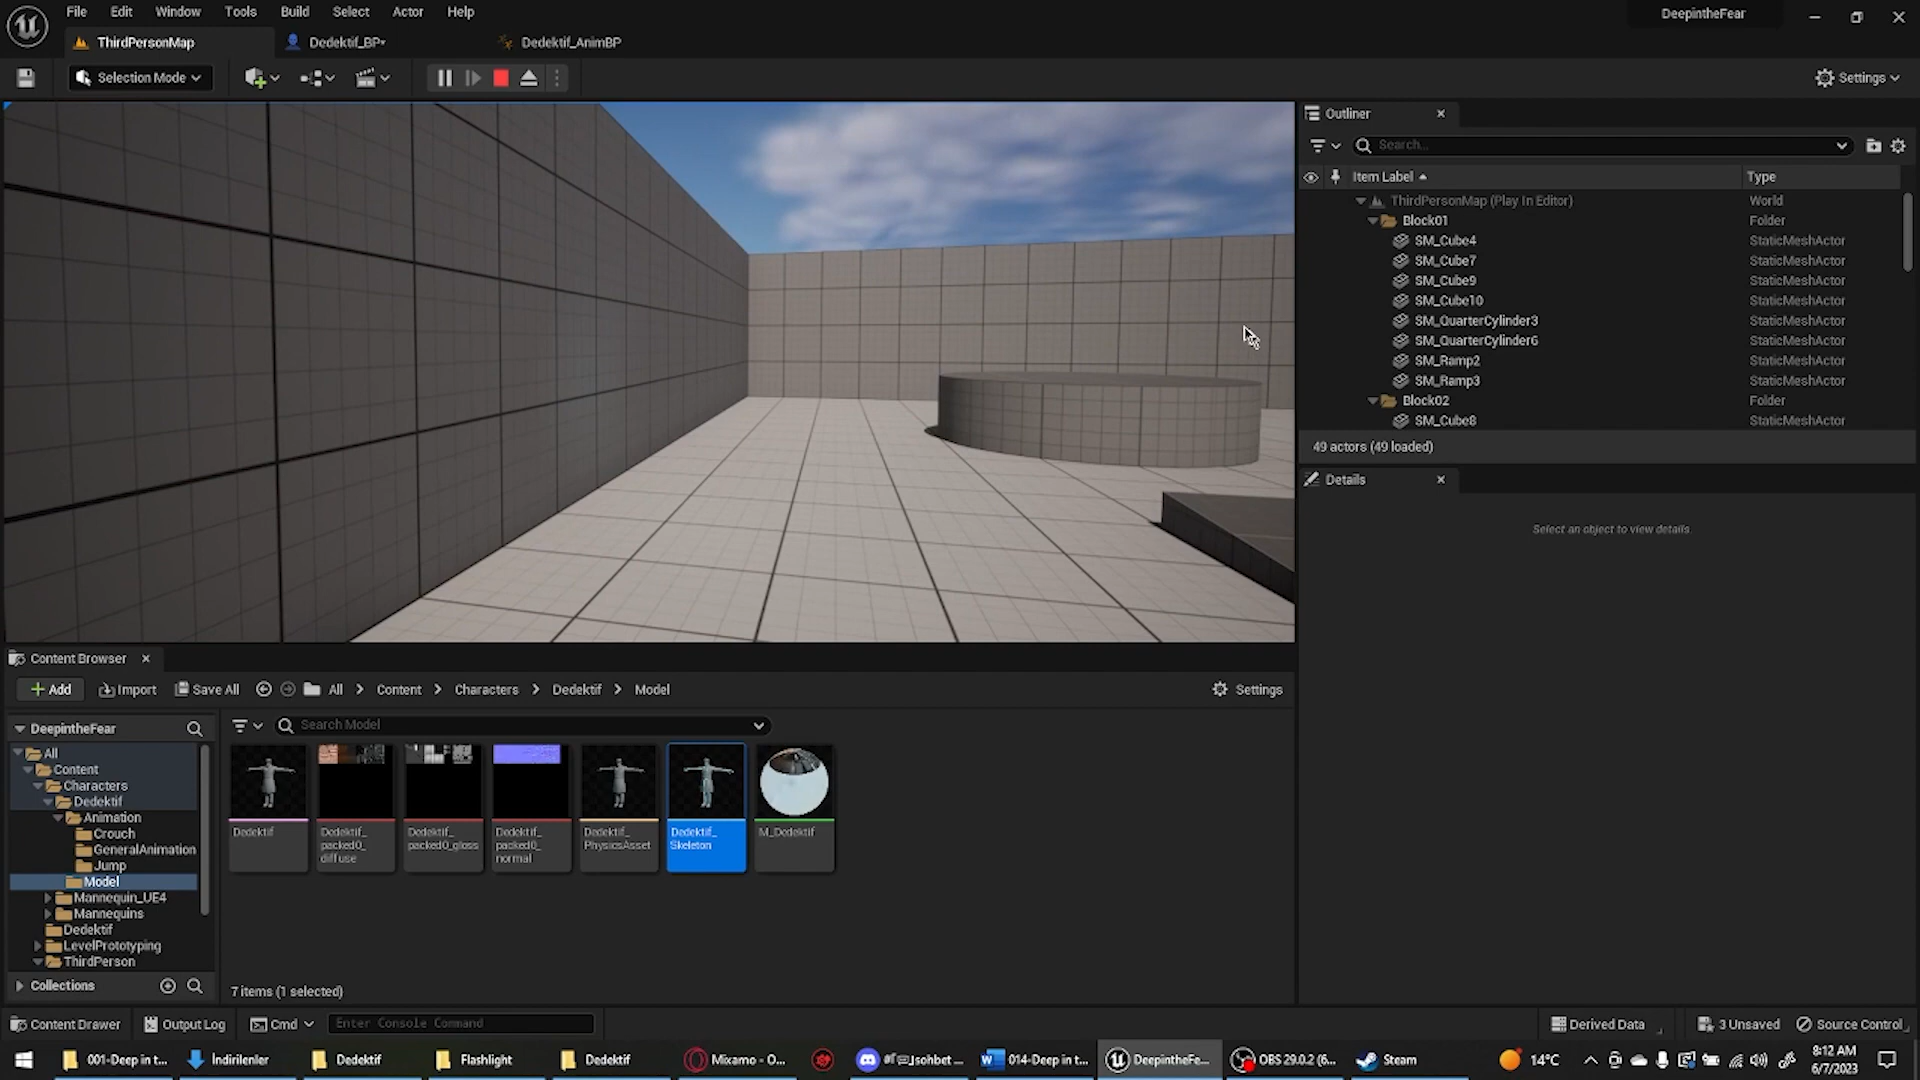 File Edit Window Tools Build Select Actor Help
DeepintheFear
ThirdPersonMap
Dedektif_BP*
Dedektif_AnimBP
Selection Mode
Settings
Outliner
Search...
Item Label
Type
ThirdPersonMap (Play In Editor) World
Block01 Folder
SM_Cube4 StaticMeshActor
SM_Cube7 StaticMeshActor
SM_Cube9 StaticMeshActor
SM_Cube10 StaticMeshActor
SM_QuarterCylinder3 StaticMeshActor
SM_QuarterCylinder6 StaticMeshActor
SM_Ramp2 StaticMeshActor
SM_Ramp3 StaticMeshActor
Block02 Folder
SM_Cube8 StaticMeshActor
49 actors (49 loaded)
Details
Select an object to view details.
Content Browser
Add Import Save All All Content Characters Dedektif Model Settings
DeepintheFear
Search Model
All
Content
Characters
Dedektif
Animation
Crouch
GeneralAnimation
Jump
Model
Mannequin_UE4
Mannequins
Dedektif
LevelPrototyping
ThirdPerson
Collections
Dedektif
Dedektif_
packed0_
diffuse
Dedektif_
packed0_gloss
Dedektif_
packed0_
normal
Dedektif_
PhysicsAsset
Dedektif_
Skeleton
M_Dedektif
7 items (1 selected)
Content Drawer Output Log Cmd Enter Console Command Derived Data 3 Unsaved Source Control
001-Deep in t... İndirilenler Dedektif Flashlight Dedektif Mixamo - O... sohbet ... 014-Deep in t... DeepintheFe... OBS 29.0.2 (6... Steam 14°C
8:12 AM
6/7/2023